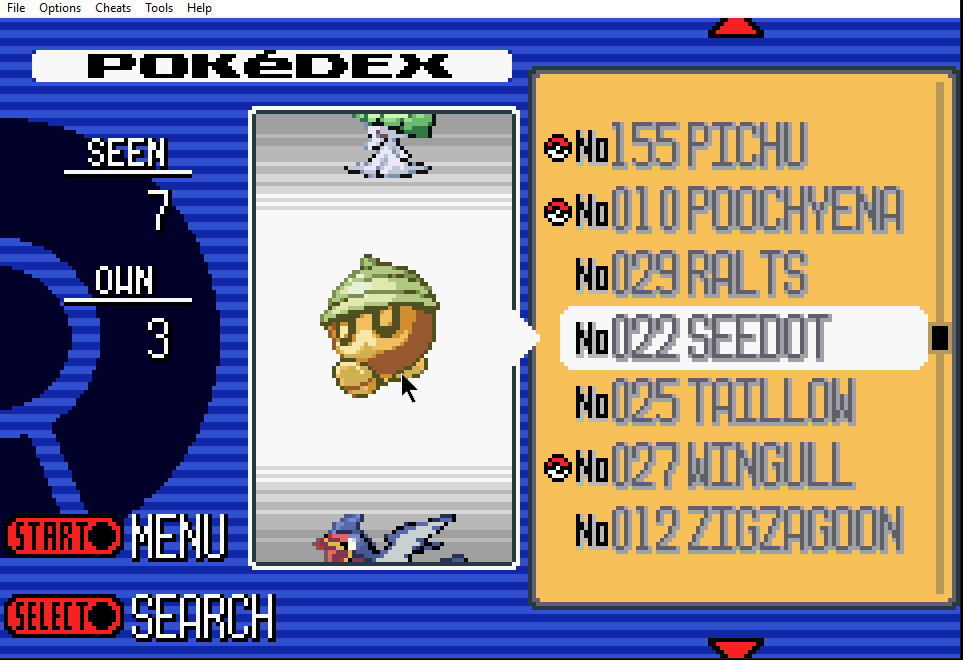 File Options Cheats Tools Help
POKéDEX
SEEN
7
OWN
3
No155 PICHU
No010 POOCHYENA
No029 RALTS
No022 SEEDOT
No025 TAILLOW
No027 WINGULL
No012 ZIGZAGOON
START MENU
SELECT SEARCH